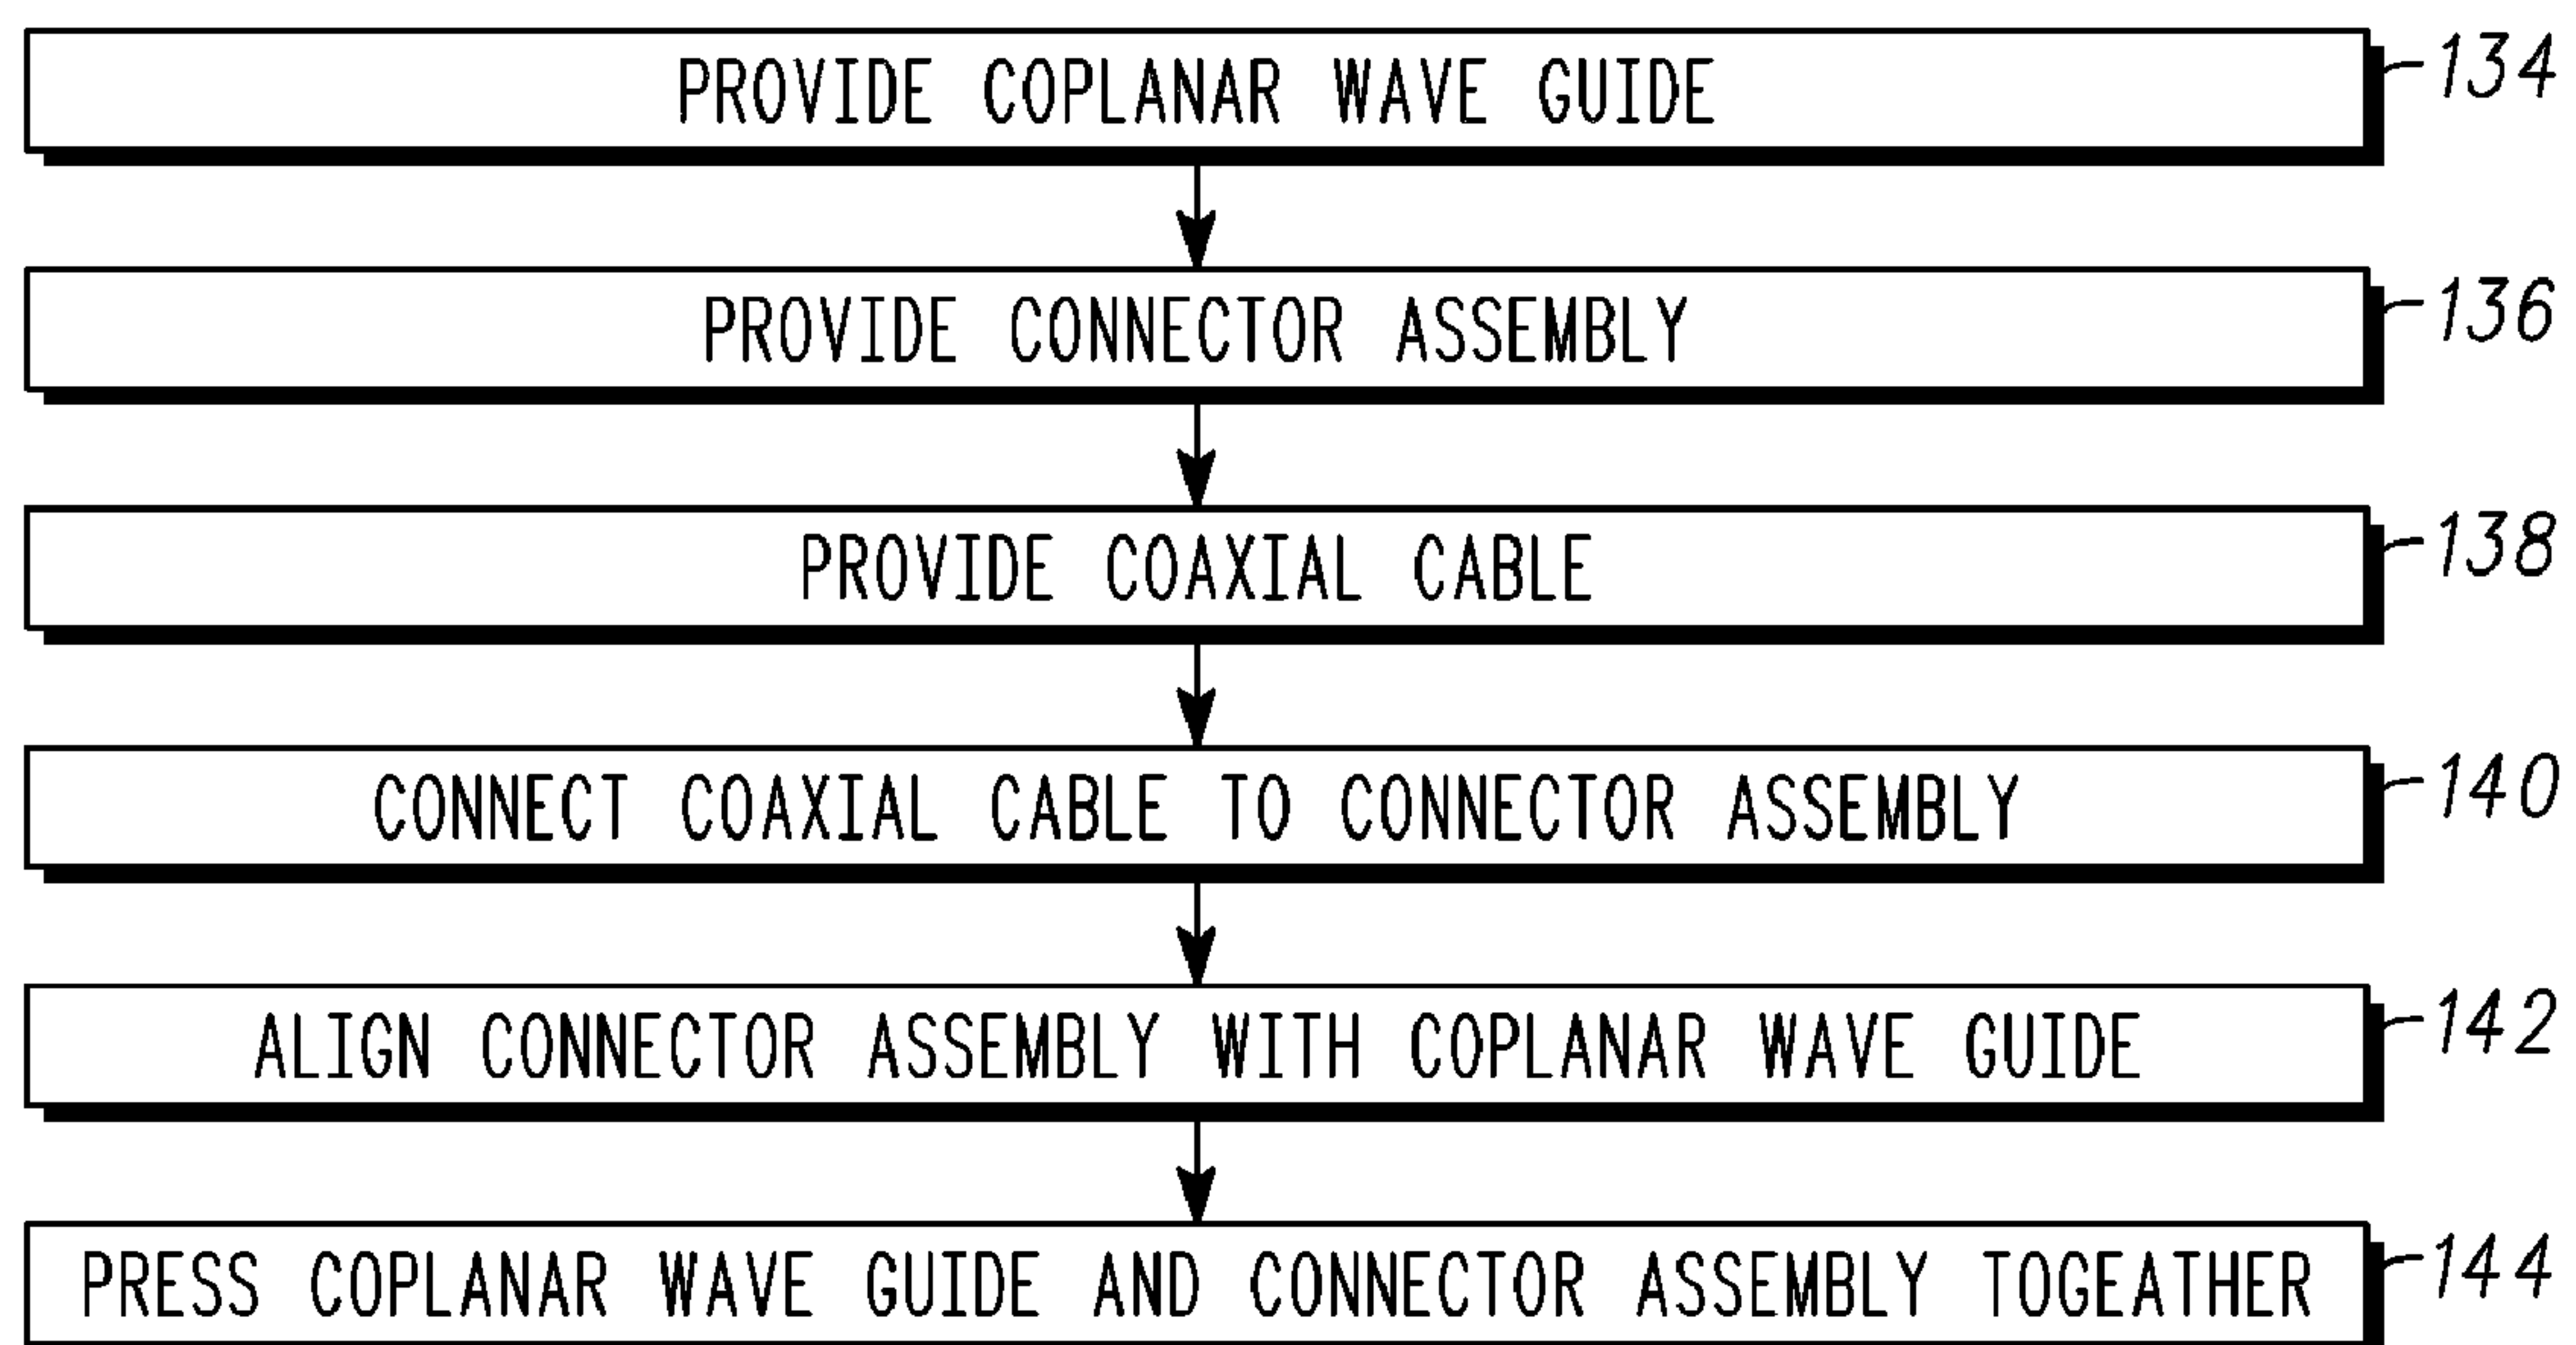 PROVIDE COPLANAR WAVE GUIDE 134
PROVIDE CONNECTOR ASSEMBLY 136
PROVIDE COAXIAL CABLE 138
CONNECT COAXIAL CABLE TO CONNECTOR ASSEMBLY 140
ALIGN CONNECTOR ASSEMBLY WITH COPLANAR WAVE GUIDE 142
PRESS COPLANAR WAVE GUIDE AND CONNECTOR ASSEMBLY TOGEATHER 144